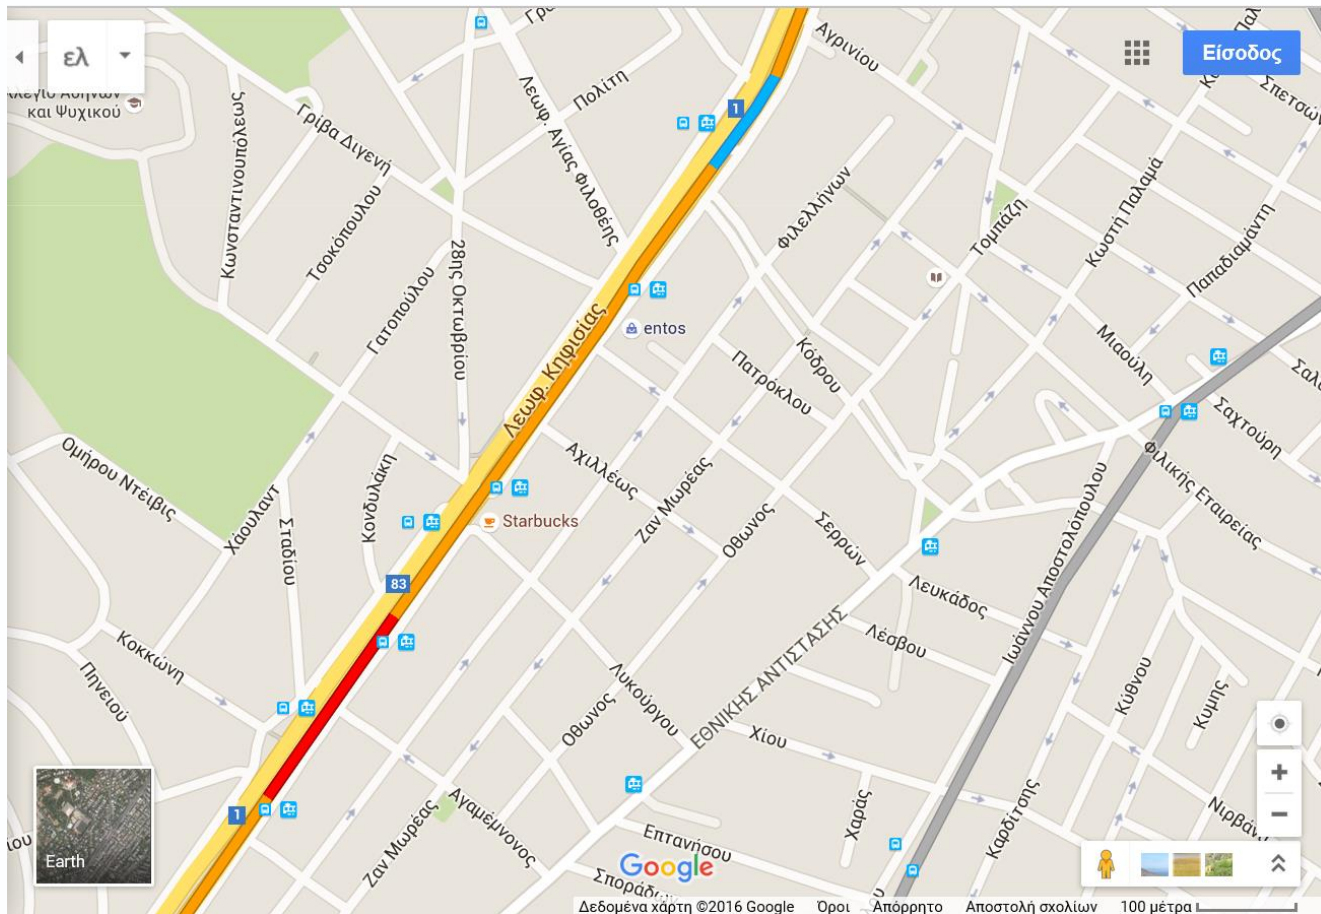 ελ
Είσοδος
και Ψυχικού
Γρίβα Διγενή
Πολίτη
Λεωφ. Αγίας Φιλοθέης
1
Αγρινίου
Σπετσών
Κωνσταντινουπόλεως
Τσοκόπουλου
Γατοπούλου
28ης Οκτωβρίου
Φιλελλήνων
Τομπάζη
Κωστή Παλαμά
Παπαδιαμάντη
Λεωφ. Κηφισίας
entos
Κόδρου
Πατρόκλου
Μιαούλη
Σαχτούρη
Ομήρου Ντέιβις
Χάουλαντ
Σταδίου
Κονδυλάκη
Αχιλλέως
Ζαν Μωρέας
Οθωνος
Σερρών
Φιλικής Εταιρείας
Starbucks
83
Ιωάννου Αποστολόπουλου
Λευκάδος
Λέσβου
Κοκκώνη
Πηνειού
Λυκούργου
Οθωνος
ΕΘΝΙΚΗΣ ΑΝΤΙΣΤΑΣΗΣ
Χίου
Κύθνου
Κυμης
1
Ζαν Μωρέας
Αγαμέμνονος
Χαράς
Καρδίτσης
Επτανήσου
Earth
Google
Δεδομένα χάρτη ©2016 Google Όροι Απόρρητο Αποστολή σχολίων 100 μέτρα